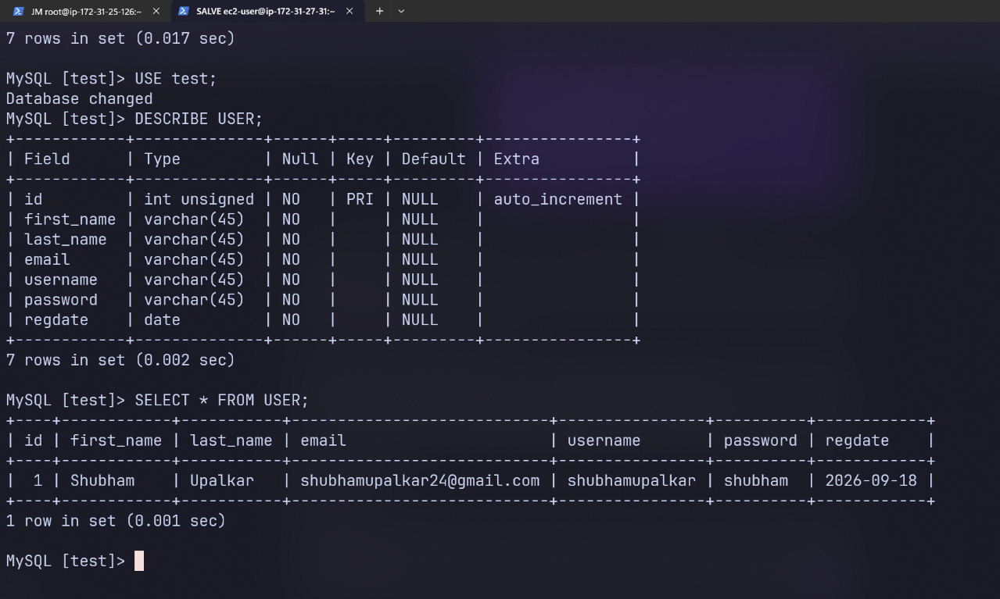 JM root@ip-172-31-25-126:~ × SALVE ec2-user@ip-172-31-27-31:~ × +
7 rows in set (0.017 sec)
MySQL [test]> USE test;
Database changed
MySQL [test]> DESCRIBE USER;
+------------+--------------+------+-----+---------+----------------+
| Field      | Type         | Null | Key | Default | Extra          |
+------------+--------------+------+-----+---------+----------------+
| id         | int unsigned | NO   | PRI | NULL    | auto_increment |
| first_name | varchar(45)  | NO   |     | NULL    |                |
| last_name  | varchar(45)  | NO   |     | NULL    |                |
| email      | varchar(45)  | NO   |     | NULL    |                |
| username   | varchar(45)  | NO   |     | NULL    |                |
| password   | varchar(45)  | NO   |     | NULL    |                |
| regdate    | date         | NO   |     | NULL    |                |
+------------+--------------+------+-----+---------+----------------+
7 rows in set (0.002 sec)
MySQL [test]> SELECT * FROM USER;
+----+------------+-----------+----------------------------+---------------+----------+------------+
| id | first_name | last_name | email                      | username      | password | regdate    |
+----+------------+-----------+----------------------------+---------------+----------+------------+
|  1 | Shubham    | Upalkar   | shubhamupalkar24@gmail.com | shubhamupalkar | shubham  | 2026-09-18 |
+----+------------+-----------+----------------------------+---------------+----------+------------+
1 row in set (0.001 sec)
MySQL [test]>